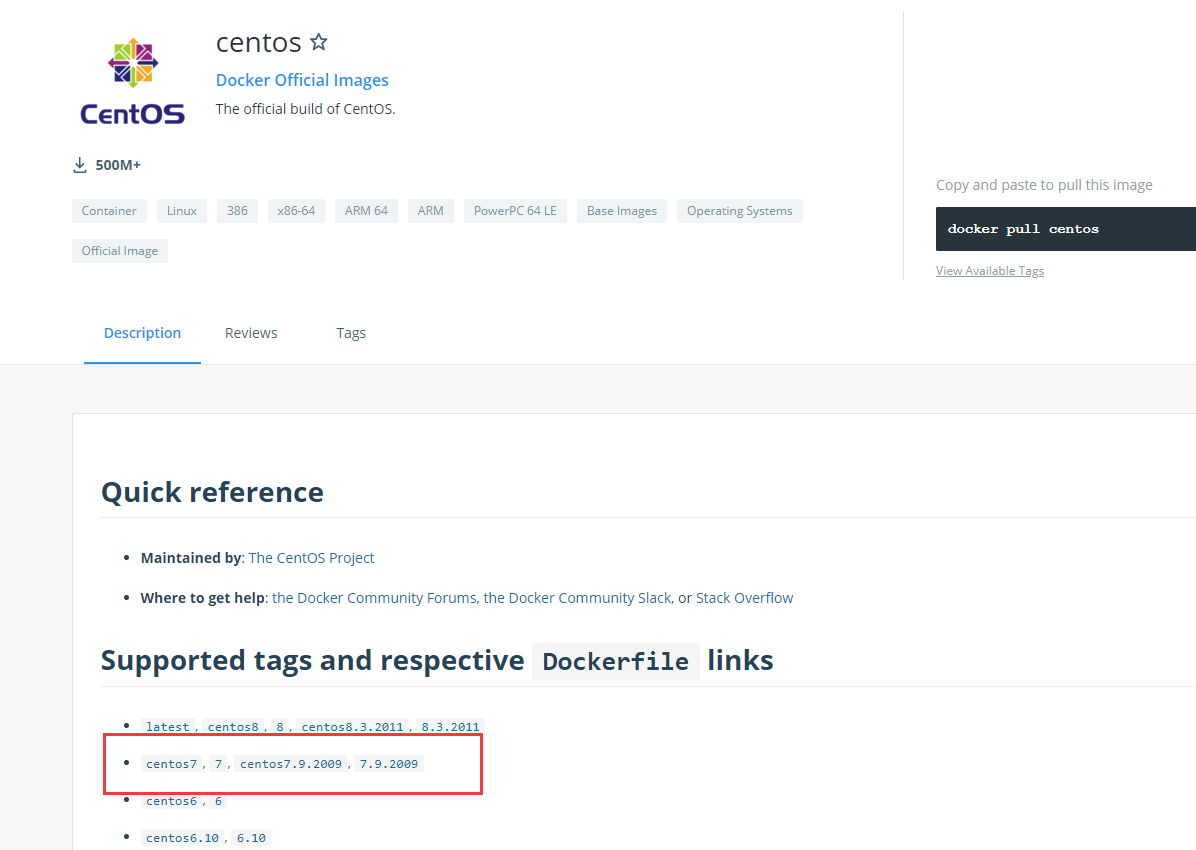 centos
Docker Official Images
The official build of CentOS.
CentOS
500M+
Container Linux 386 x86-64 ARM 64 ARM PowerPC 64 LE Base Images Operating Systems
Official Image
Copy and paste to pull this image
docker pull centos
View Available Tags
Description Reviews Tags
Quick reference
Maintained by: The CentOS Project
Where to get help: the Docker Community Forums, the Docker Community Slack, or Stack Overflow
Supported tags and respective Dockerfile links
latest, centos8, 8, centos8.3.2011, 8.3.2011
centos7, 7, centos7.9.2009, 7.9.2009
centos6, 6
centos6.10, 6.10